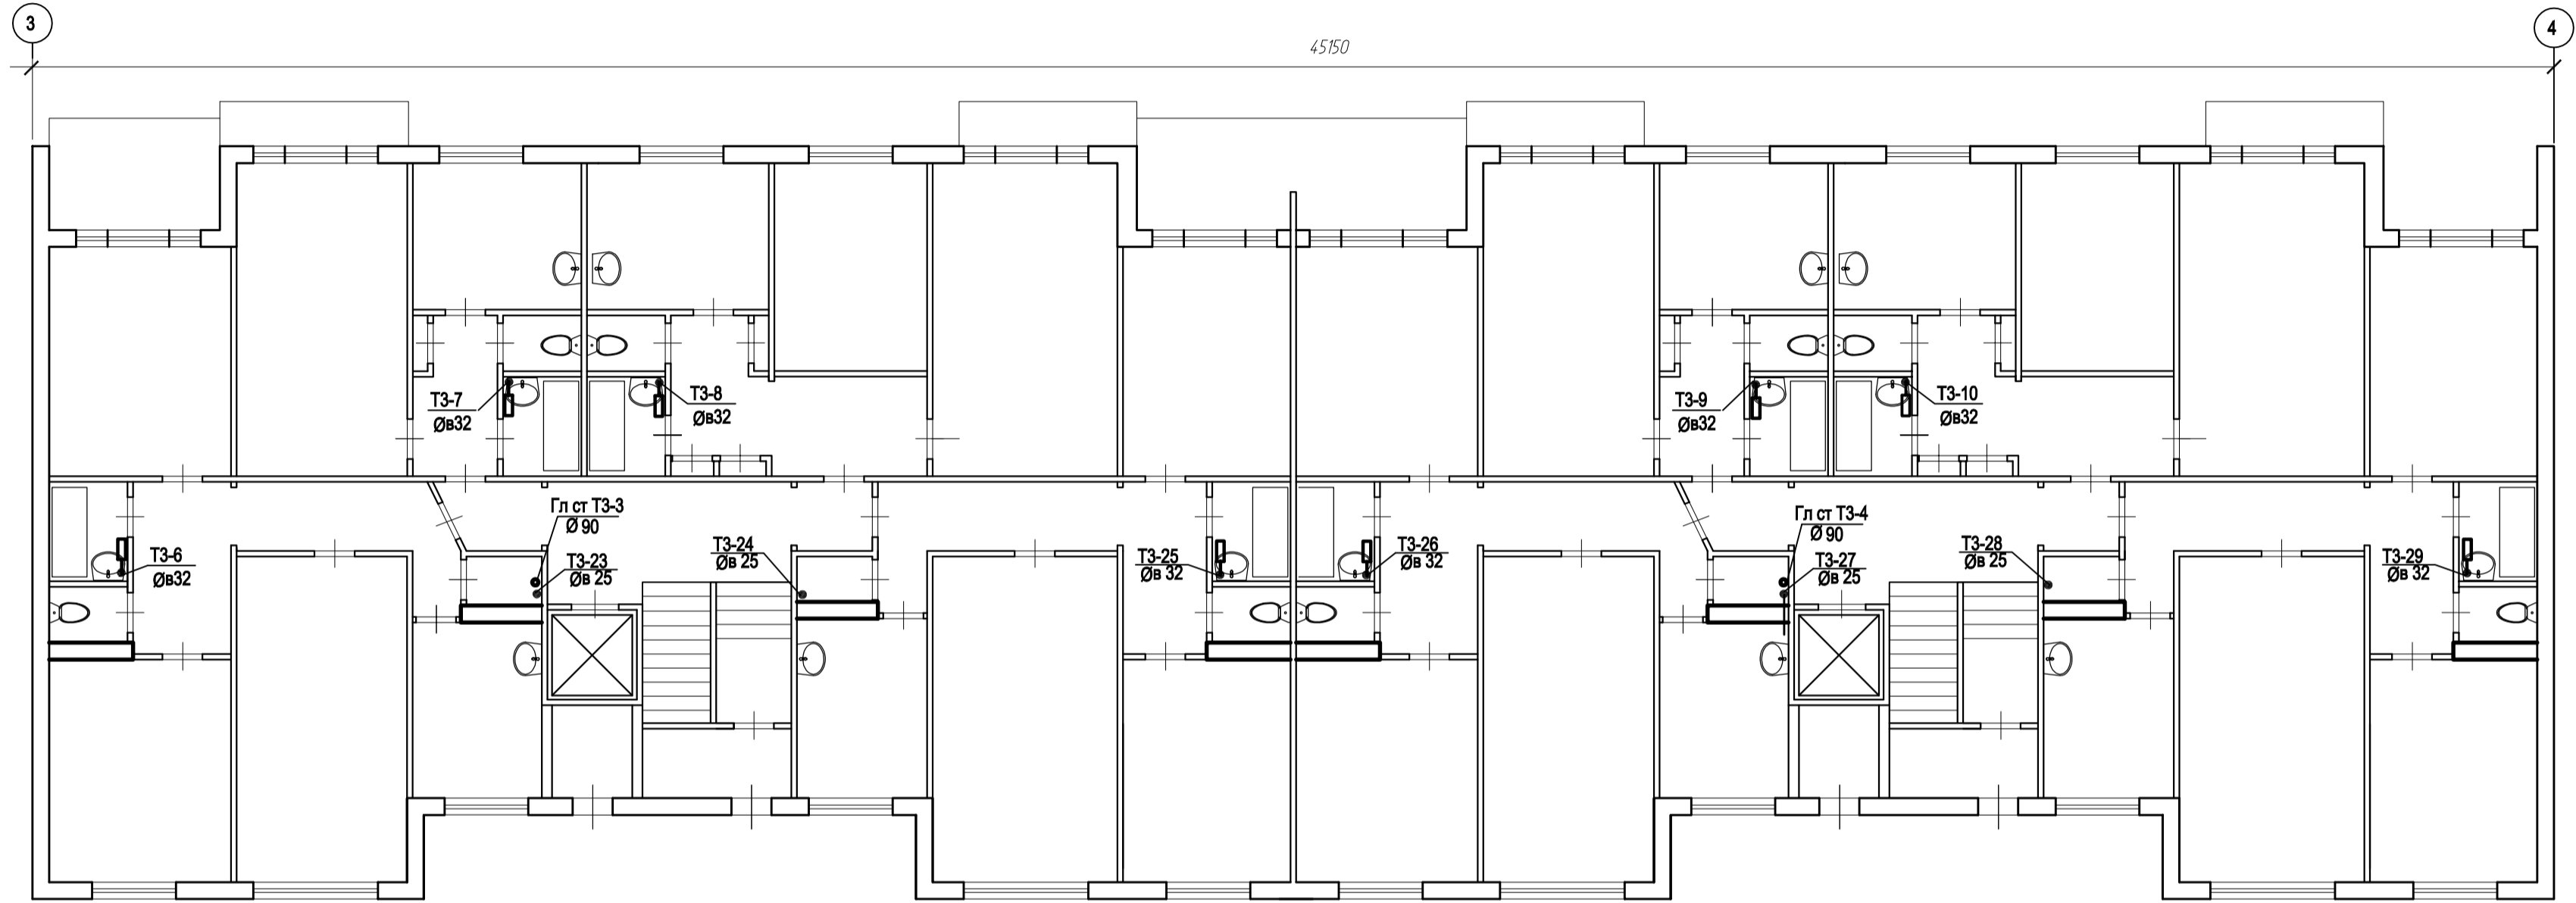 3
4
45150
Т3-7
Øв32
Т3-8
Øв32
Т3-9
Øв32
Т3-10
Øв32
Гл ст Т3-3
Ø 90
Гл ст Т3-4
Ø 90
Т3-6
Øв32
Т3-23
Øв 25
Т3-24
Øв 25
Т3-25
Øв 32
Т3-26
Øв 32
Т3-27
Øв 25
Т3-28
Øв 25
Т3-29
Øв 32